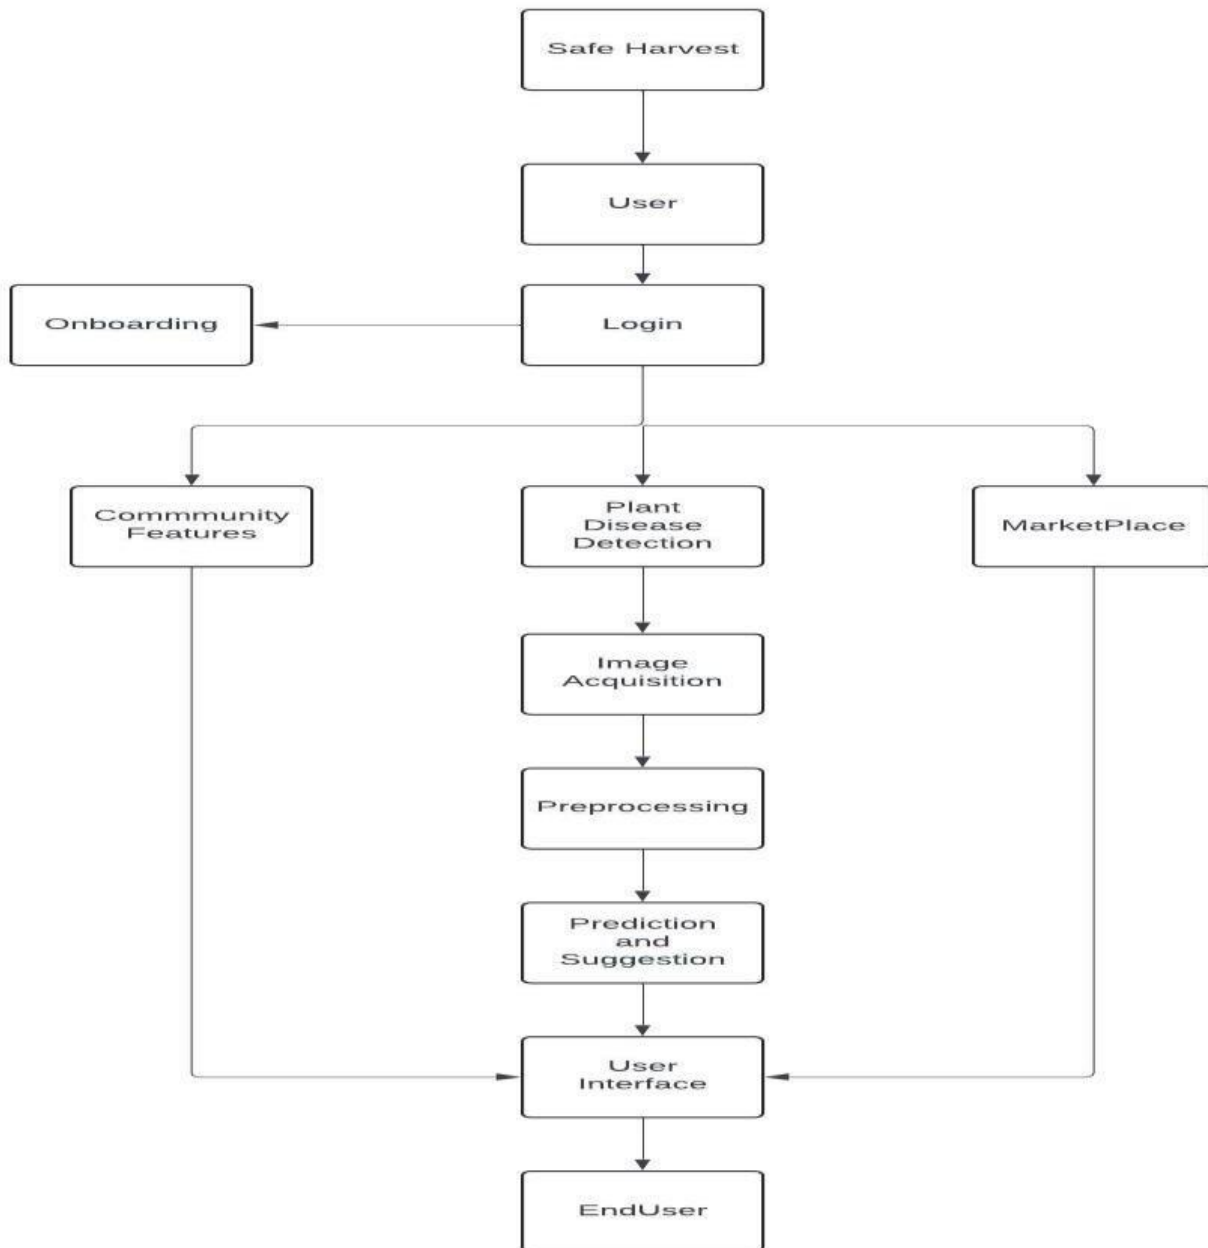 Safe Harvest
User
Onboarding
Login
Commmunity
Features
Plant
Disease
Detection
MarketPlace
Image
Acquisition
Preprocessing
Prediction
and
Suggestion
User
Interface
EndUser